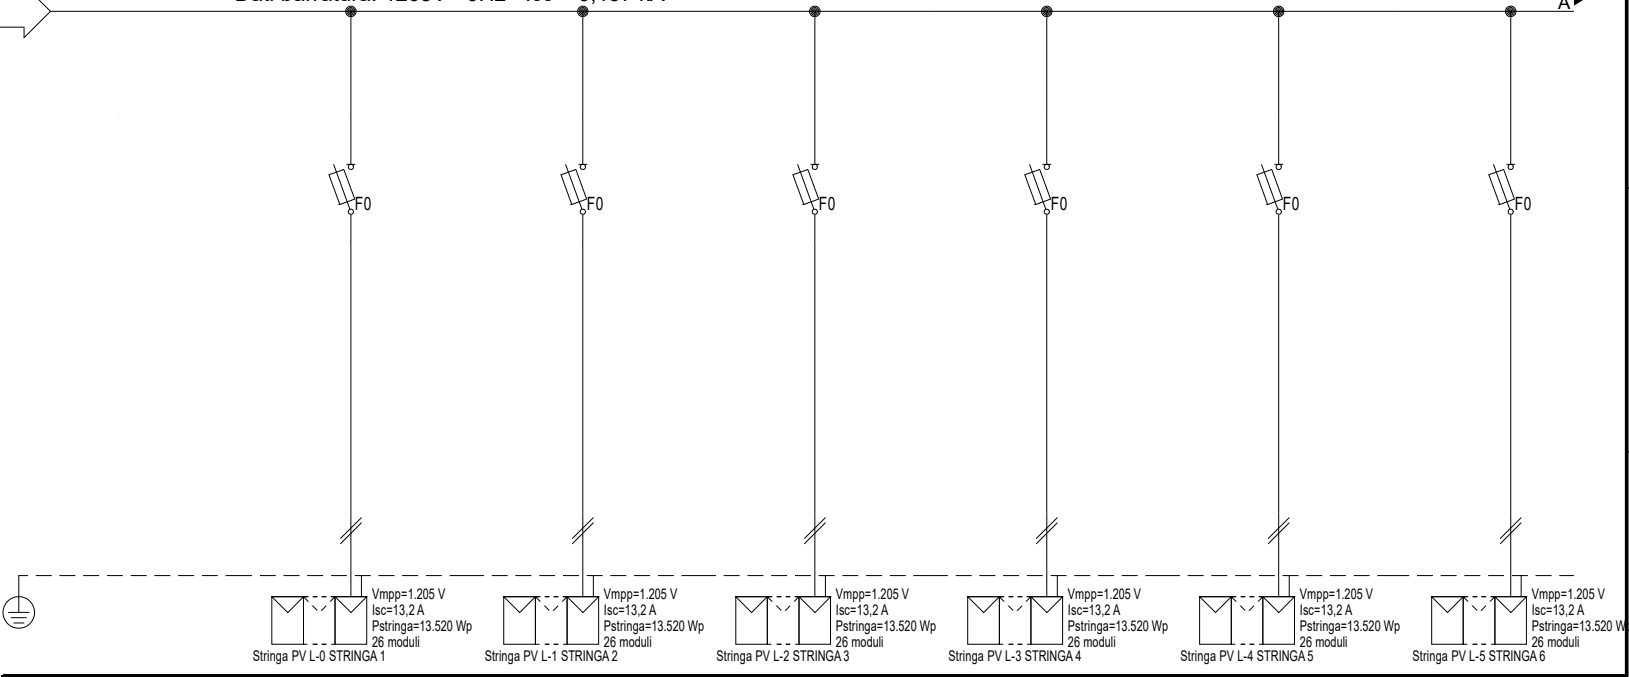 A
F0
F0
F0
F0
F0
F0
Vmpp=1.205 V
Isc=13,2 A
Pstringa=13.520 Wp
26 moduli
Stringa PV L-0 STRINGA 1
Vmpp=1.205 V
Isc=13,2 A
Pstringa=13.520 Wp
26 moduli
Stringa PV L-1 STRINGA 2
Vmpp=1.205 V
Isc=13,2 A
Pstringa=13.520 Wp
26 moduli
Stringa PV L-2 STRINGA 3
Vmpp=1.205 V
Isc=13,2 A
Pstringa=13.520 Wp
26 moduli
Stringa PV L-3 STRINGA 4
Vmpp=1.205 V
Isc=13,2 A
Pstringa=13.520 Wp
26 moduli
Stringa PV L-4 STRINGA 5
Vmpp=1.205 V
Isc=13,2 A
Pstringa=13.520 W
26 moduli
Stringa PV L-5 STRINGA 6